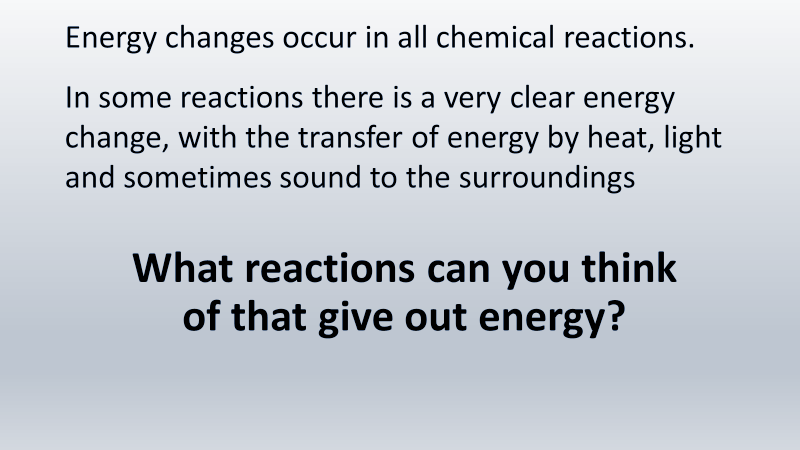 Energy changes occur in all chemical reactions.
In some reactions there is a very clear energy
change, with the transfer of energy by heat, light
and sometimes sound to the surroundings
What reactions can you think
of that give out energy?